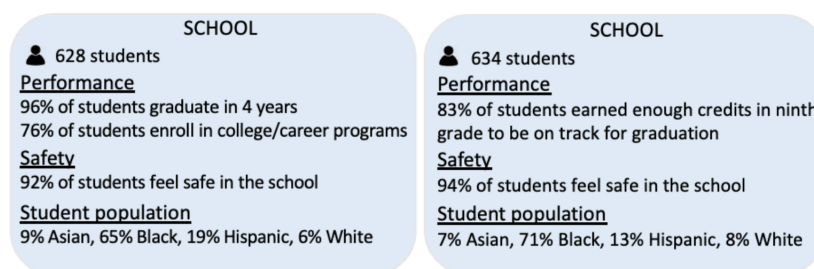 SCHOOL
628 students
Performance
96% of students graduate in 4 years
76% of students enroll in college/career programs
Safety
92% of students feel safe in the school
Student population
9% Asian, 65% Black, 19% Hispanic, 6% White
SCHOOL
634 students
Performance
83% of students earned enough credits in ninth
grade to be on track for graduation
Safety
94% of students feel safe in the school
Student population
7% Asian, 71% Black, 13% Hispanic, 8% White